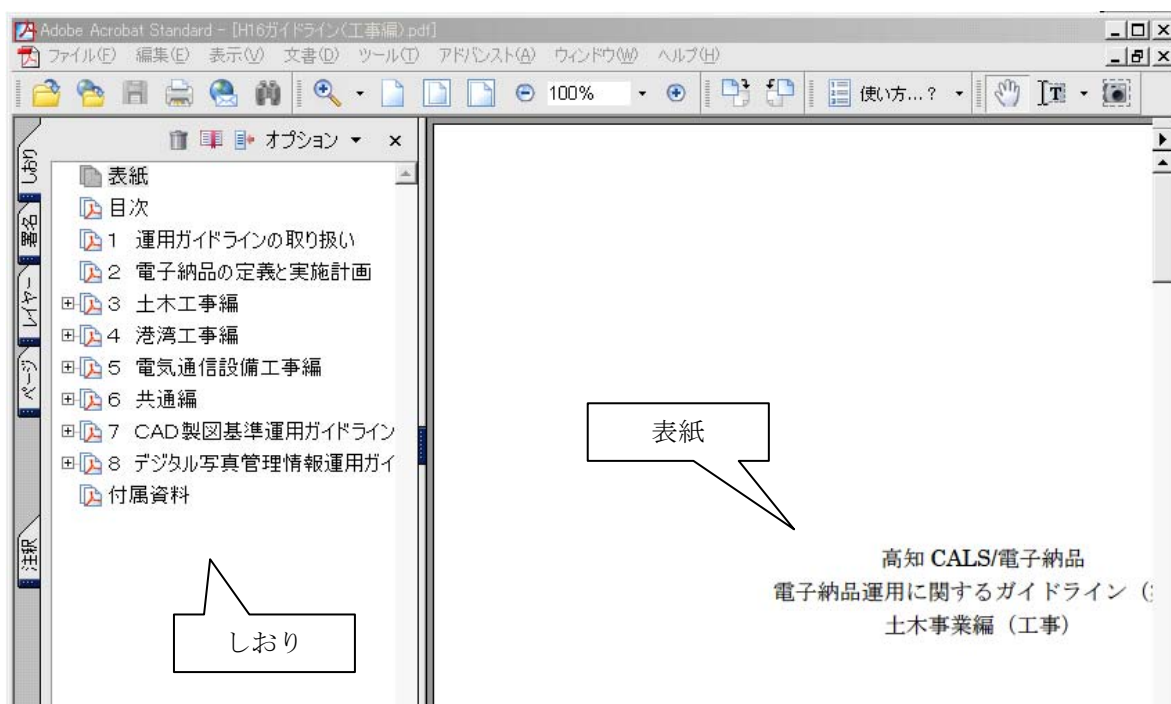 Adobe Acrobat Standard - [H16ガイドライン(工事編).pdf]
ファイル(F) 編集(E) 表示(V) 文書(D) ツール(T) アドバンスト(A) ウィンドウ(W) ヘルプ(H)
100% 使い方...?
オプション
しおり
署名
レイヤー
ページ
注釈
表紙
目次
1 運用ガイドラインの取り扱い
2 電子納品の定義と実施計画
3 土木工事編
4 港湾工事編
5 電気通信設備工事編
6 共通編
7 CAD製図基準運用ガイドライン
8 デジタル写真管理情報運用ガイ
付属資料
しおり
表紙
高知 CALS/電子納品
電子納品運用に関するガイドライン（
土木事業編（工事）